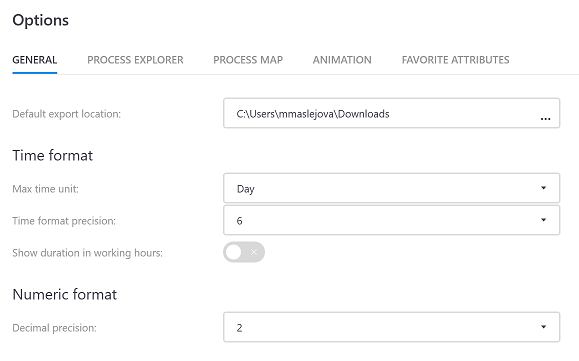 Options
GENERAL PROCESS EXPLORER PROCESS MAP ANIMATION FAVORITE ATTRIBUTES
Default export location: C:\Users\mmaslejova\Downloads ...
Time format
Max time unit: Day
Time format precision: 6
Show duration in working hours:
Numeric format
Decimal precision: 2